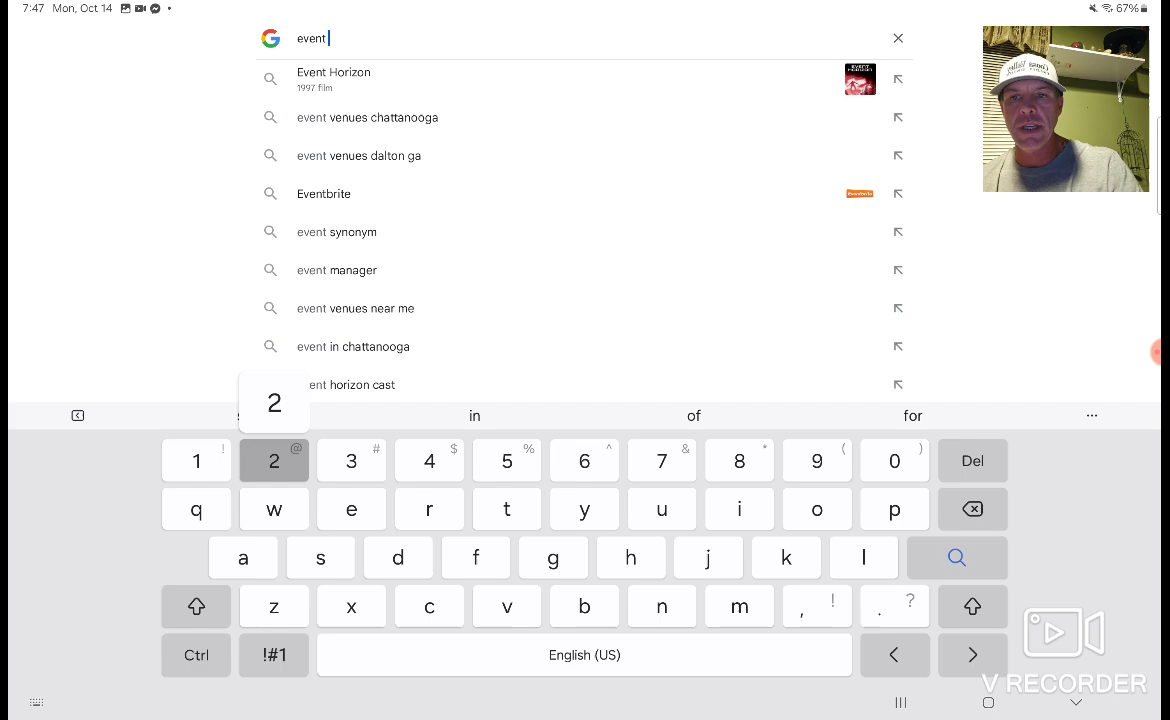 7:47 Mon, Oct 14 67%
event
Event Horizon
1997 film
event venues chattanooga
event venues dalton ga
Eventbrite
event synonym
event manager
event venues near me
event in chattanooga
ent horizon cast
2
in of for ...
1 ! 2 @ 3 # 4 $ 5 % 6 ^ 7 & 8 * 9 ( 0 ) Del
q w e r t y u i o p
a s d f g h j k l
z x c v b n m , ! . ?
Ctrl !#1 English (US) < >
V RECORDER